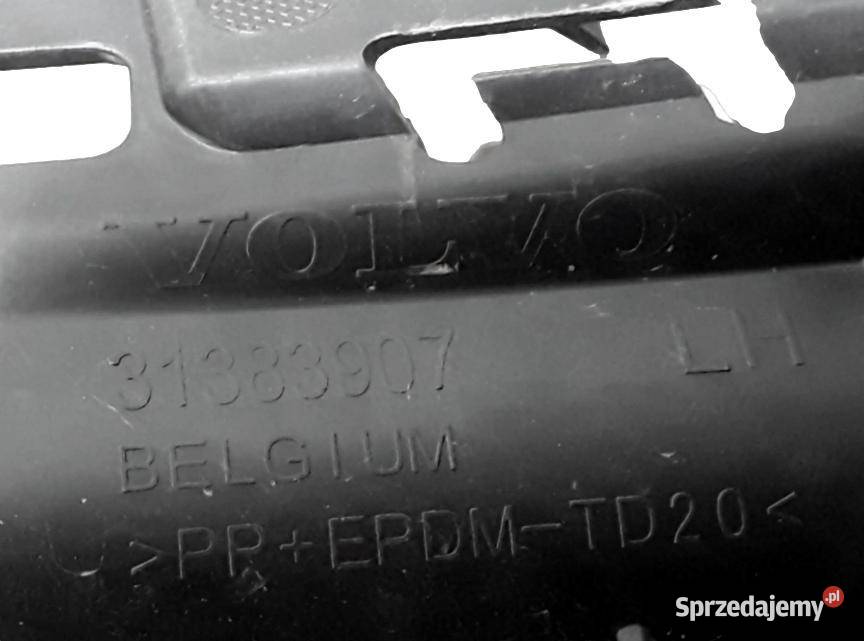 VOLVO
31383907 LH
BELGIUM
>PP+EPDM-TD20<
Sprzedajemy.pl